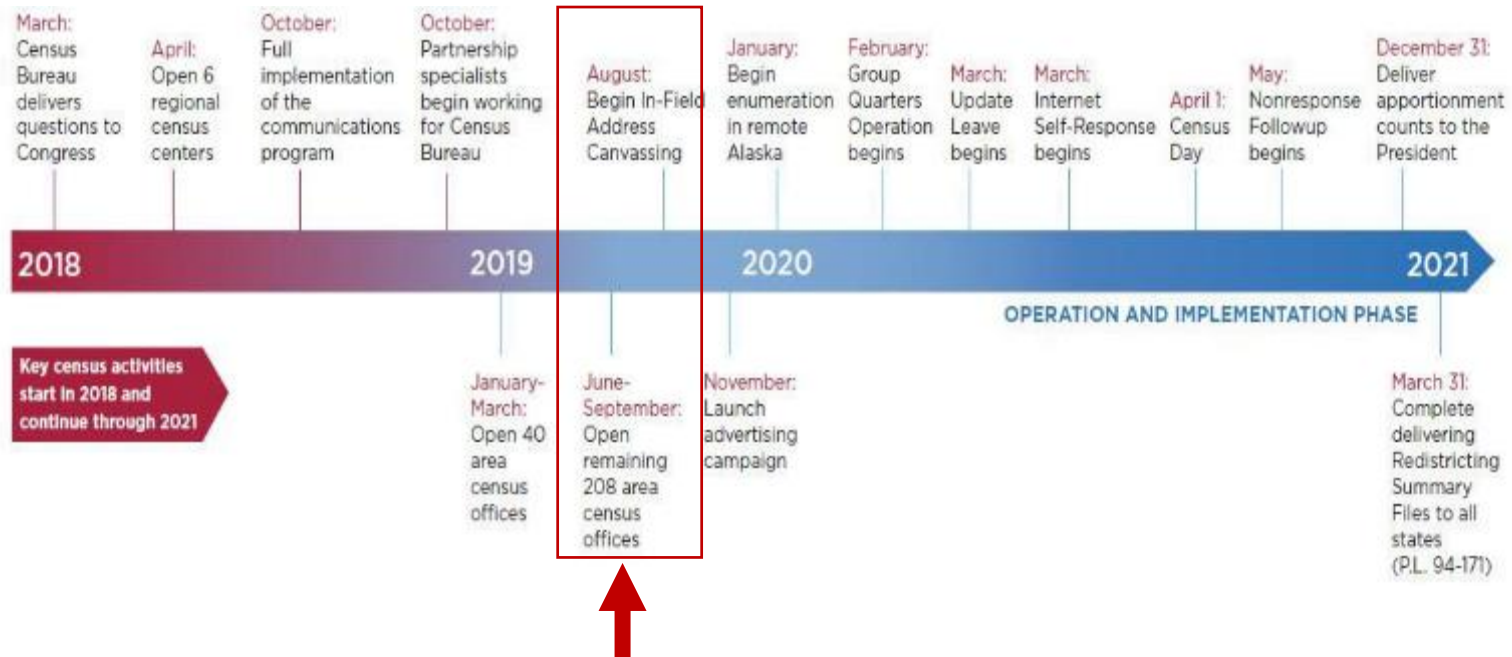 March:
Census
Bureau
delivers
questions to
Congress
April:
Open 6
regional
census
centers
October:
Full
implementation
of the
communications
program
October:
Partnership
specialists
begin working
for Census
Bureau
August:
Begin In-Field
Address
Canvassing
January:
Begin
enumeration
in remote
Alaska
February:
Group
Quarters
Operation
begins
March:
Update
Leave
begins
March:
Internet
Self-Response
begins
April 1:
Census
Day
May:
Nonresponse
Followup
begins
December 31:
Deliver
apportionment
counts to the
President
2018
2019
2020
2021
OPERATION AND IMPLEMENTATION PHASE
Key census activities
start in 2018 and
continue through 2021
January-
March:
Open 40
area
census
offices
June-
September:
Open
remaining
208 area
census
offices
November:
Launch
advertising
campaign
March 31:
Complete
delivering
Redistricting
Summary
Files to all
states
(P.L. 94-171)